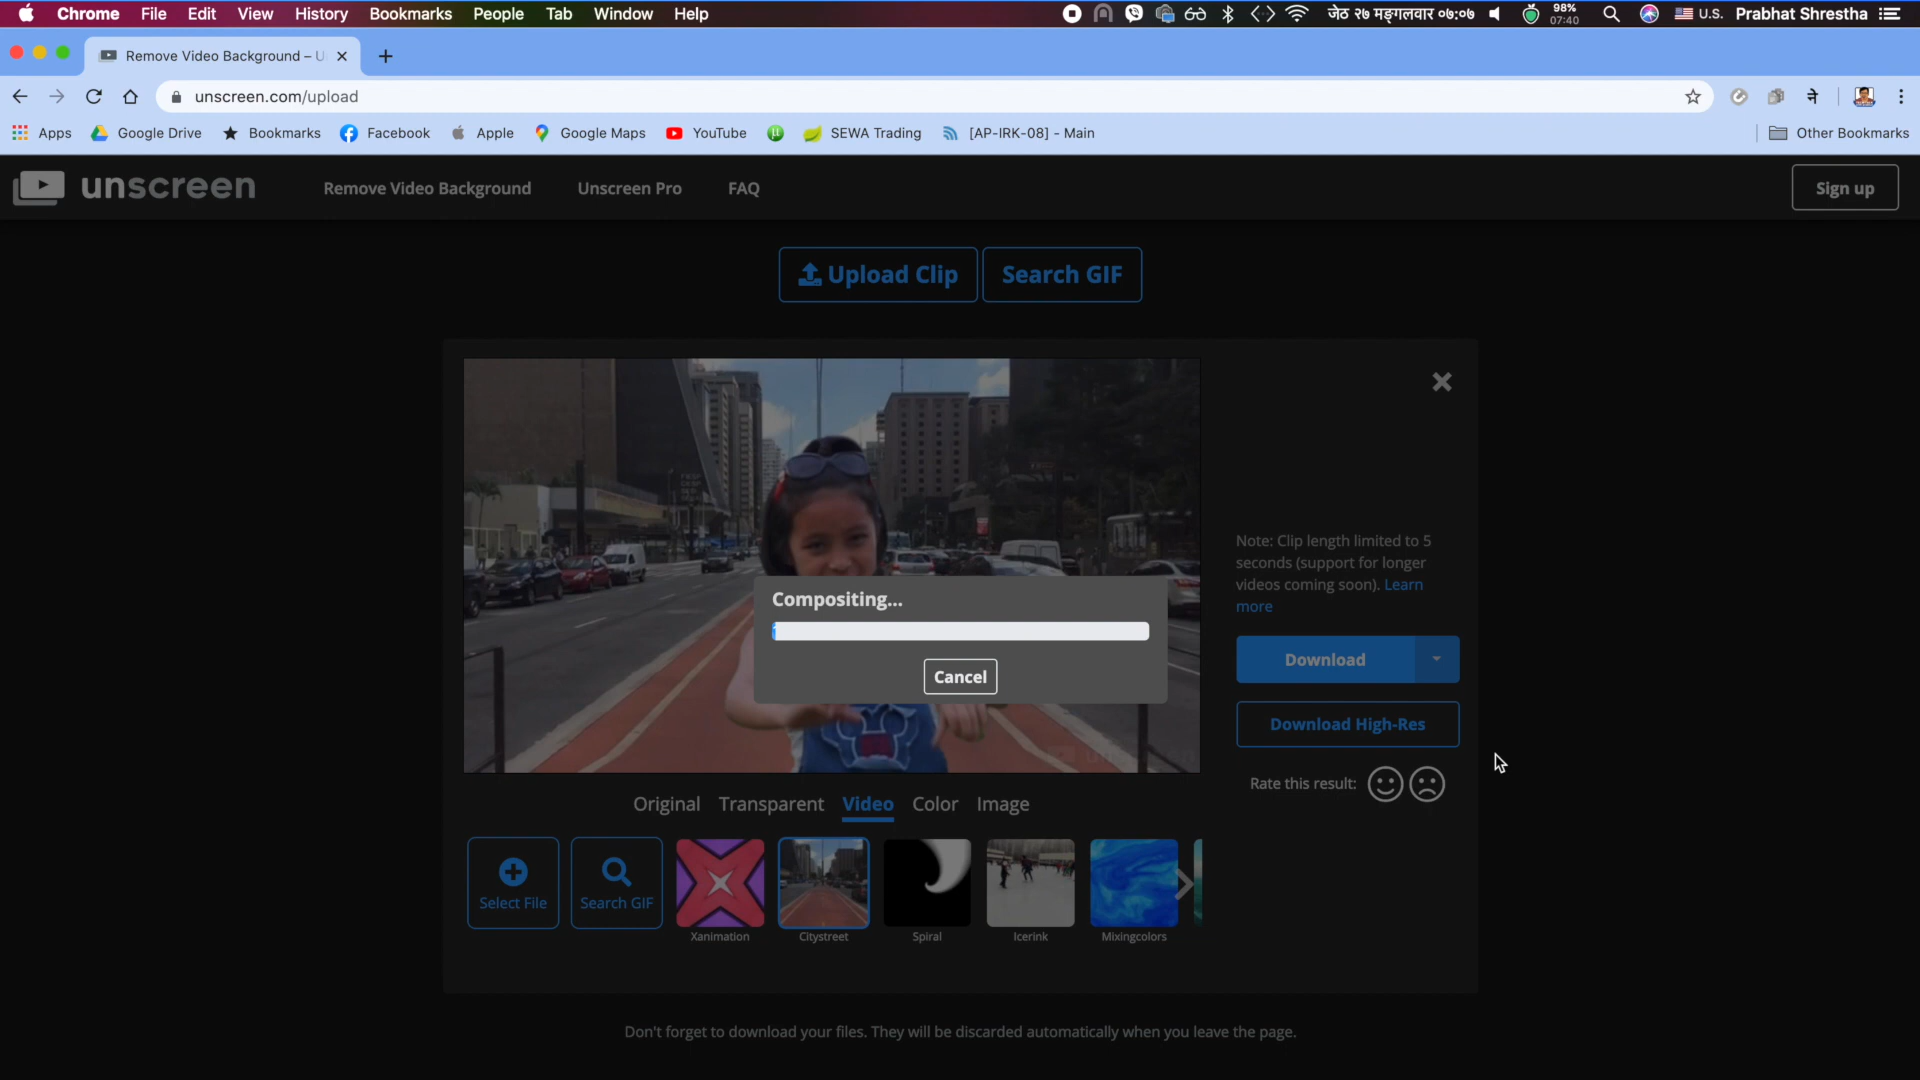 Chrome File Edit View History Bookmarks People Tab Window Help जेठ २७ मङ्गलवार ०७:०७ 98% 07:40 U.S. Prabhat Shrestha
Remove Video Background – U
unscreen.com/upload ने
Apps Google Drive Bookmarks Facebook Apple Google Maps YouTube µ SEWA Trading [AP-IRK-08] - Main Other Bookmarks
unscreen Remove Video Background Unscreen Pro FAQ Sign up
Upload Clip Search GIF
Note: Clip length limited to 5
seconds (support for longer
videos coming soon). Learn
more
Compositing...
Cancel
Download
Download High-Res
Rate this result:
Original Transparent Video Color Image
Select File Search GIF
Xanimation Citystreet Spiral Icerink Mixingcolors
Don't forget to download your files. They will be discarded automatically when you leave the page.